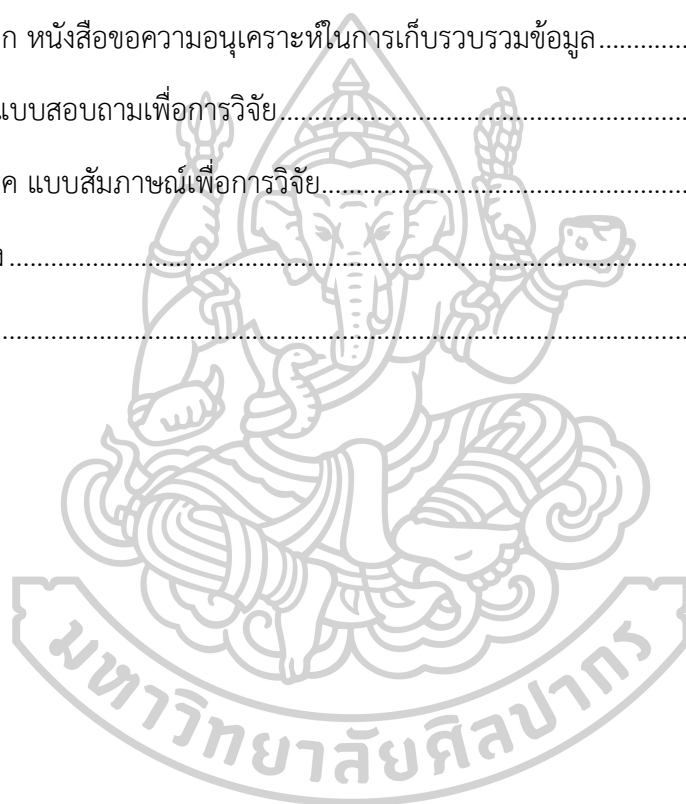 ก หนังสือขอความอนุเคราะห์ในการเก็บรวบรวมข้อมูล................
แบบสอบถามเพื่อการวิจัย................................................................
ค แบบสัมภาษณ์เพื่อการวิจัย........................................................
................................................................................................
................................................................................................
มหาวิทยาลัยศิลปากร